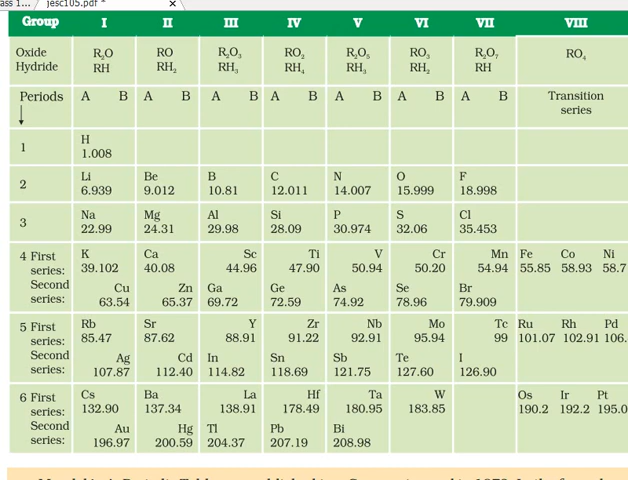 ass 1... jesc105.pdf * ×
Group I II III IV V VI VII VIII
Oxide R₂O RO R₂O₃ RO₂ R₂O₅ RO₃ R₂O₇ RO₄
Hydride RH RH₂ RH₃ RH₄ RH₃ RH₂ RH
Periods A B A B A B A B A B A B A B Transition
↓ series
H
1 1.008
Li Be B C N O F
2 6.939 9.012 10.81 12.011 14.007 15.999 18.998
Na Mg Al Si P S Cl
3 22.99 24.31 29.98 28.09 30.974 32.06 35.453
4 First K Ca Sc Ti V Cr Mn Fe Co Ni
series: 39.102 40.08 44.96 47.90 50.94 50.20 54.94 55.85 58.93 58.7
Second Cu Zn Ga Ge As Se Br
series: 63.54 65.37 69.72 72.59 74.92 78.96 79.909
5 First Rb Sr Y Zr Nb Mo Tc Ru Rh Pd
series: 85.47 87.62 88.91 91.22 92.91 95.94 99 101.07 102.91 106.
Second Ag Cd In Sn Sb Te I
series: 107.87 112.40 114.82 118.69 121.75 127.60 126.90
6 First Cs Ba La Hf Ta W Os Ir Pt
series: 132.90 137.34 138.91 178.49 180.95 183.85 190.2 192.2 195.0
Second Au Hg Tl Pb Bi
series: 196.97 200.59 204.37 207.19 208.98